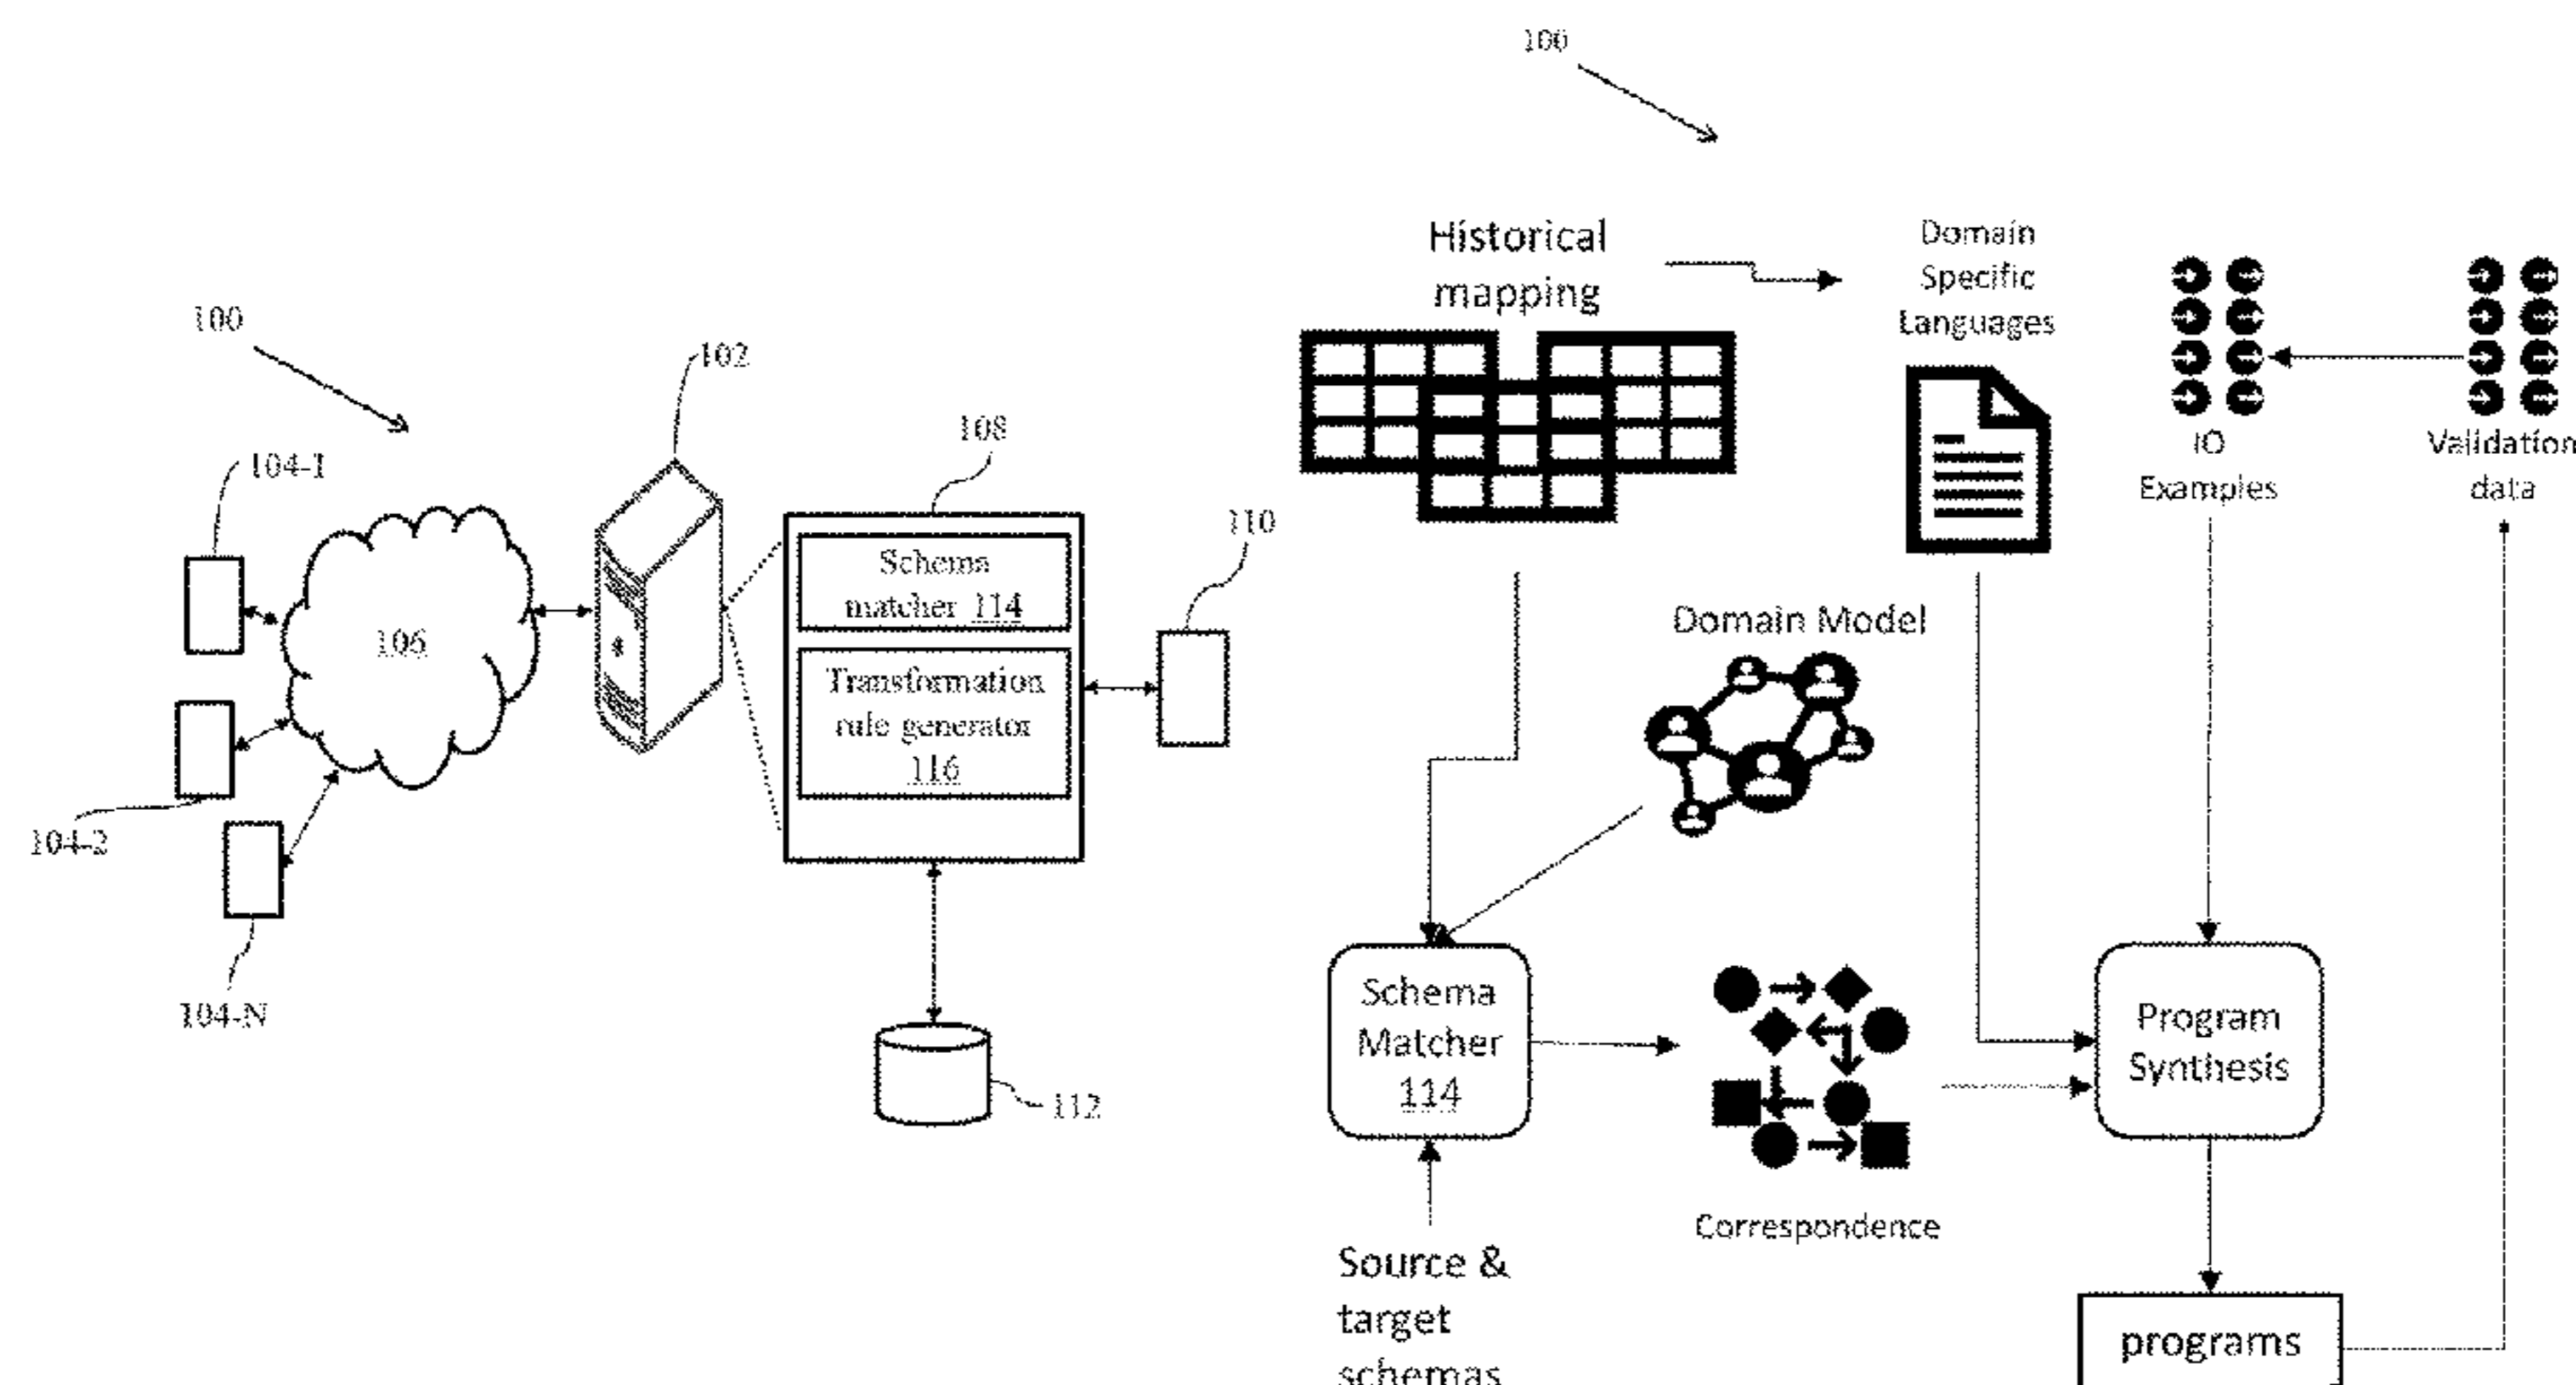 100
102
104-1
106
104-2
104-N
108
Schema
matcher 114
Transformation
rule generator
116
110
112
100
Historical
mapping
Domain
Specific
Languages
IO
Examples
Validation
data
Domain Model
Schema
Matcher
114
Correspondence
Program
Synthesis
Source &
target
schemas
programs